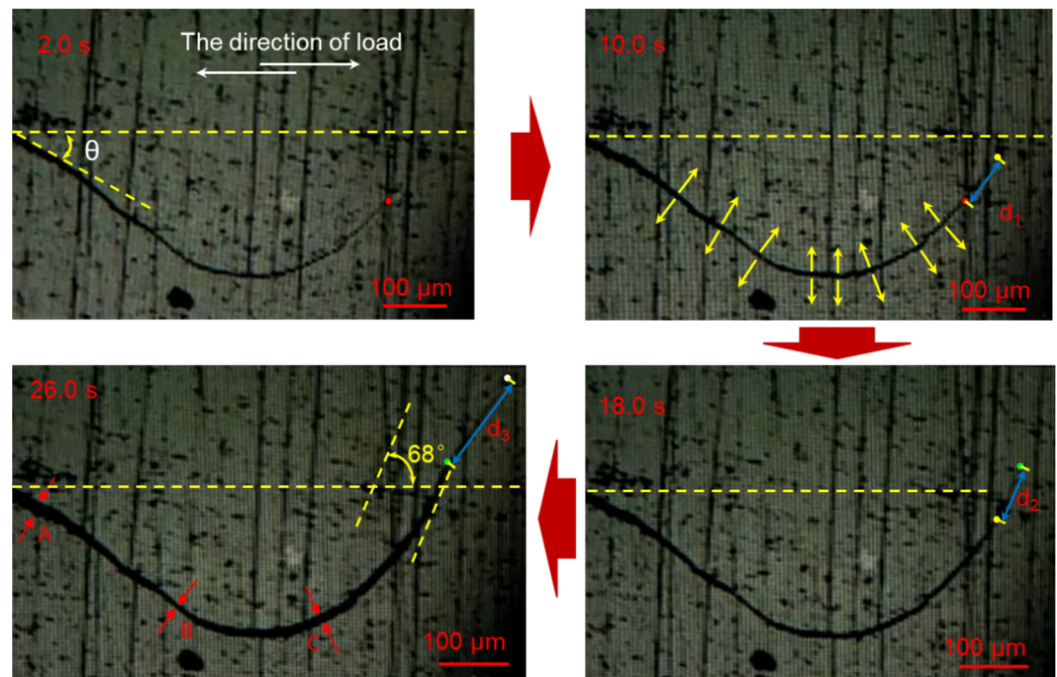 2.0 s
The direction of load
θ
100 μm
10.0 s
d1
100 μm
26.0 s
68°
d3
A
B
C
100 μm
18.0 s
d2
100 μm